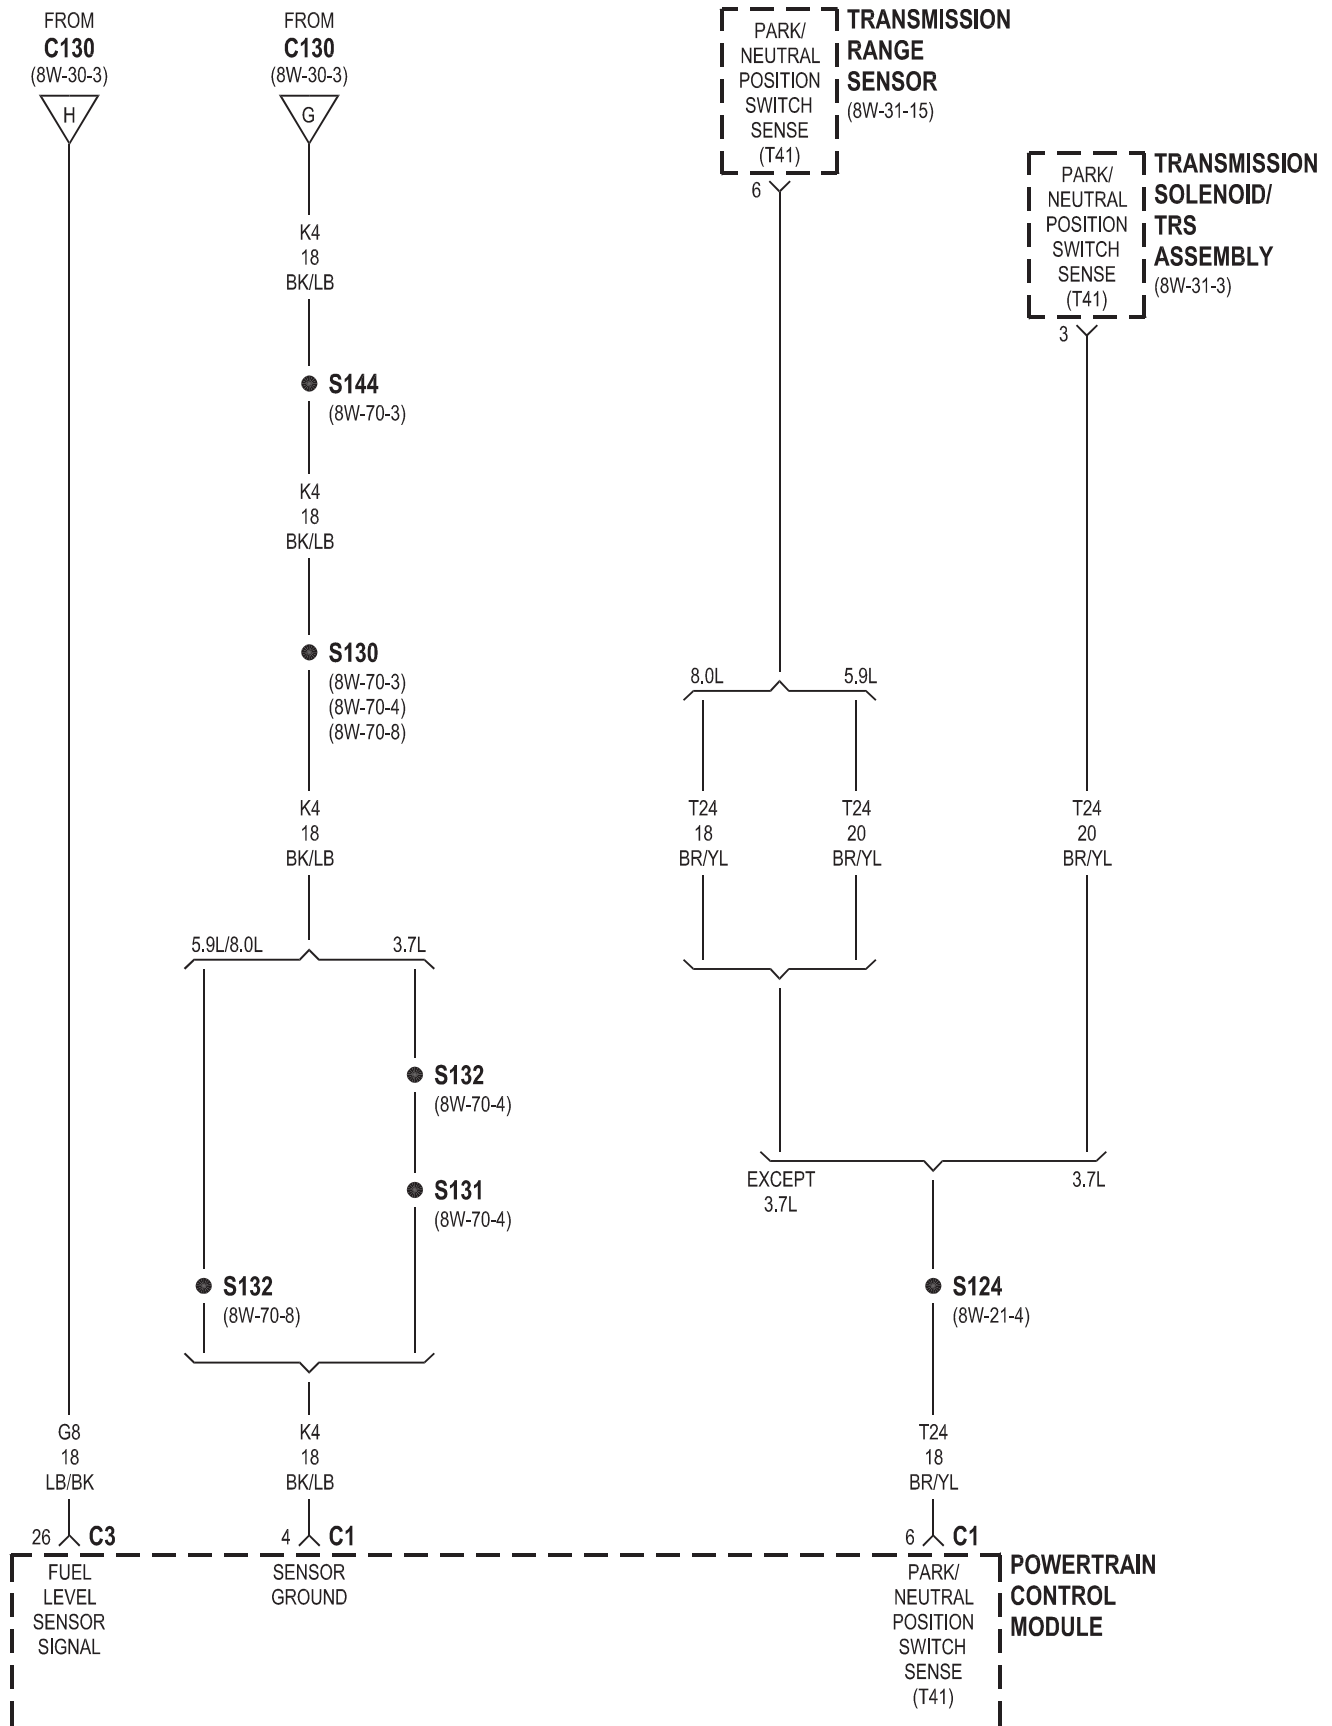 FROM
C130
(8W-30-3)
H
FROM
C130
(8W-30-3)
G
K4
18
BK/LB
S144
(8W-70-3)
K4
18
BK/LB
S130
(8W-70-3)
(8W-70-4)
(8W-70-8)
K4
18
BK/LB
5.9L/8.0L
3.7L
S132
(8W-70-4)
S131
(8W-70-4)
S132
(8W-70-8)
G8
18
LB/BK
K4
18
BK/LB
26
C3
4
C1
FUEL
LEVEL
SENSOR
SIGNAL
SENSOR
GROUND
PARK/
NEUTRAL
POSITION
SWITCH
SENSE
(T41)
TRANSMISSION
RANGE
SENSOR
(8W-31-15)
6
PARK/
NEUTRAL
POSITION
SWITCH
SENSE
(T41)
TRANSMISSION
SOLENOID/
TRS
ASSEMBLY
(8W-31-3)
3
8.0L
5.9L
T24
18
BR/YL
T24
20
BR/YL
T24
20
BR/YL
EXCEPT
3.7L
3.7L
S124
(8W-21-4)
T24
18
BR/YL
6
C1
PARK/
NEUTRAL
POSITION
SWITCH
SENSE
(T41)
POWERTRAIN
CONTROL
MODULE